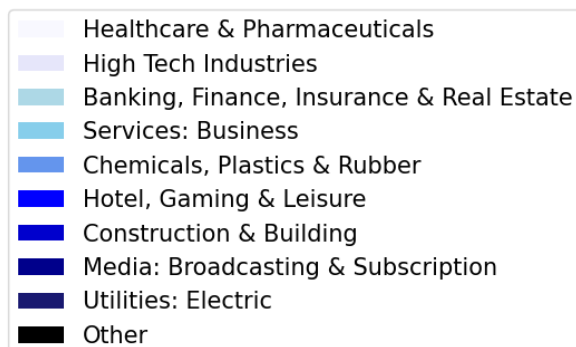 Healthcare & Pharmaceuticals
High Tech Industries
Banking, Finance, Insurance & Real Estate
Services: Business
Chemicals, Plastics & Rubber
Hotel, Gaming & Leisure
Construction & Building
Media: Broadcasting & Subscription
Utilities: Electric
Other